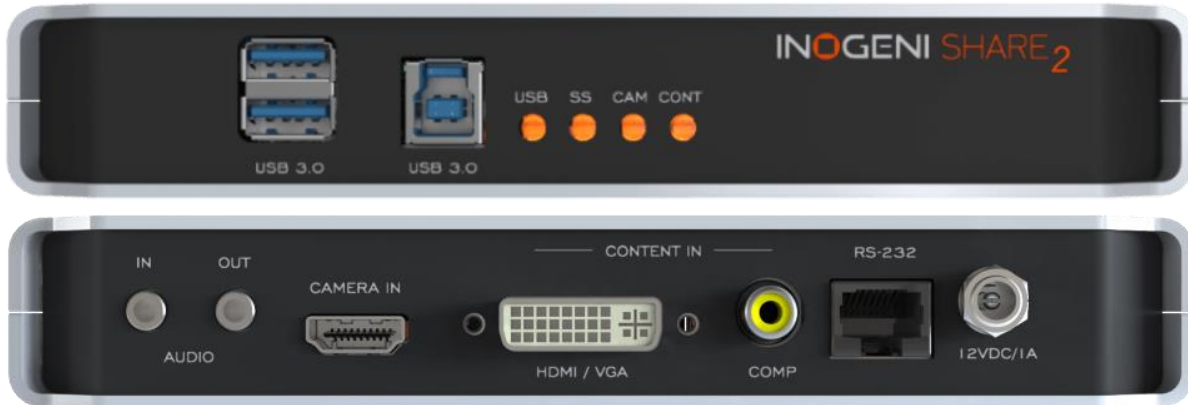 INOGENI SHARE2
USB SS CAM CONT
USB 3.0 USB 3.0
CONTENT IN
IN OUT RS-232
CAMERA IN
AUDIO HDMI / VGA COMP 12VDC/1A